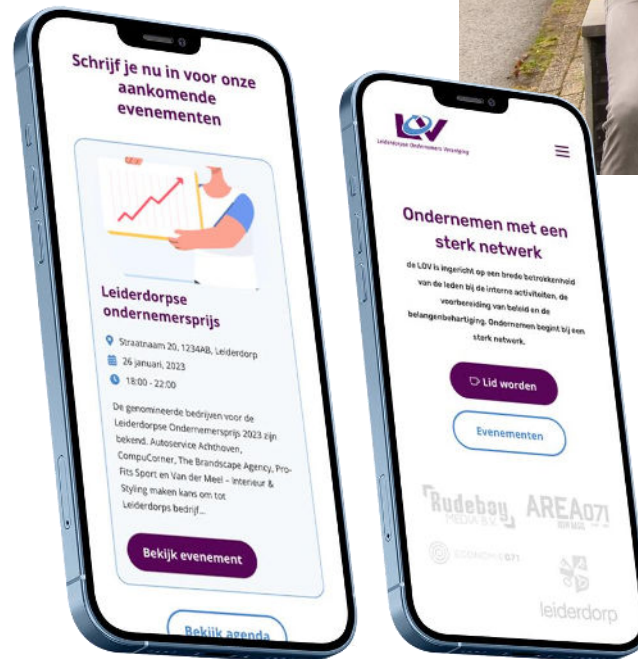 Schrijf je nu in voor onze
aankomende
evenementen
Leiderdorpse
ondernemersprijs
Straatnaam 20, 1234AB, Leiderdorp
26 januari, 2023
18:00 - 22:00
De genomineerde bedrijven voor de
Leiderdorpse Ondernemersprijs 2023 zijn
bekend. Autoservice Achthoven,
CompuCorner, The Brandscape Agency, Pro-
Fits Sport en Van der Meel – Interieur &
Styling maken kans om tot
Leiderdorps bedrijf...
Bekijk evenement
Bekijk agenda
LOV
Leiderdorpse Ondernemers Vereniging
Ondernemen met een
sterk netwerk
de LOV is ingericht op een brede betrokkenheid
van de leden bij de interne activiteiten, de
voorbereiding van beleid en de
belangenbehartiging. Ondernemen begint bij een
sterk netwerk.
Lid worden
Evenementen
Rudeboy
MEDIA B.V.
AREA071
ECONOMIE071
leiderdorp